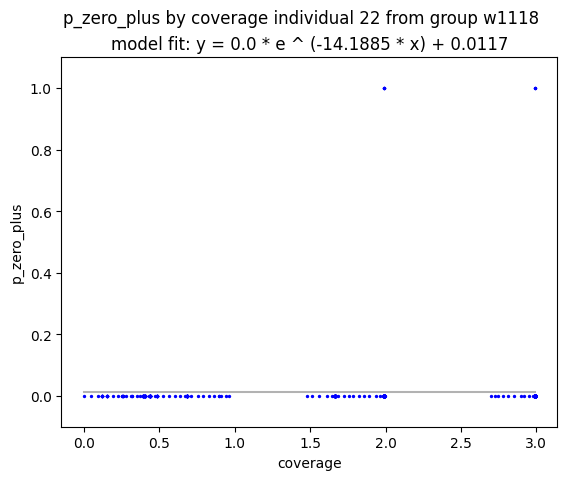 p_zero_plus by coverage individual 22 from group w1118
model fit: y = 0.0 * e ^ (-14.1885 * x) + 0.0117
1.0
0.8
0.6
0.4
0.2
0.0
p_zero_plus
0.0 0.5 1.0 1.5 2.0 2.5 3.0
coverage